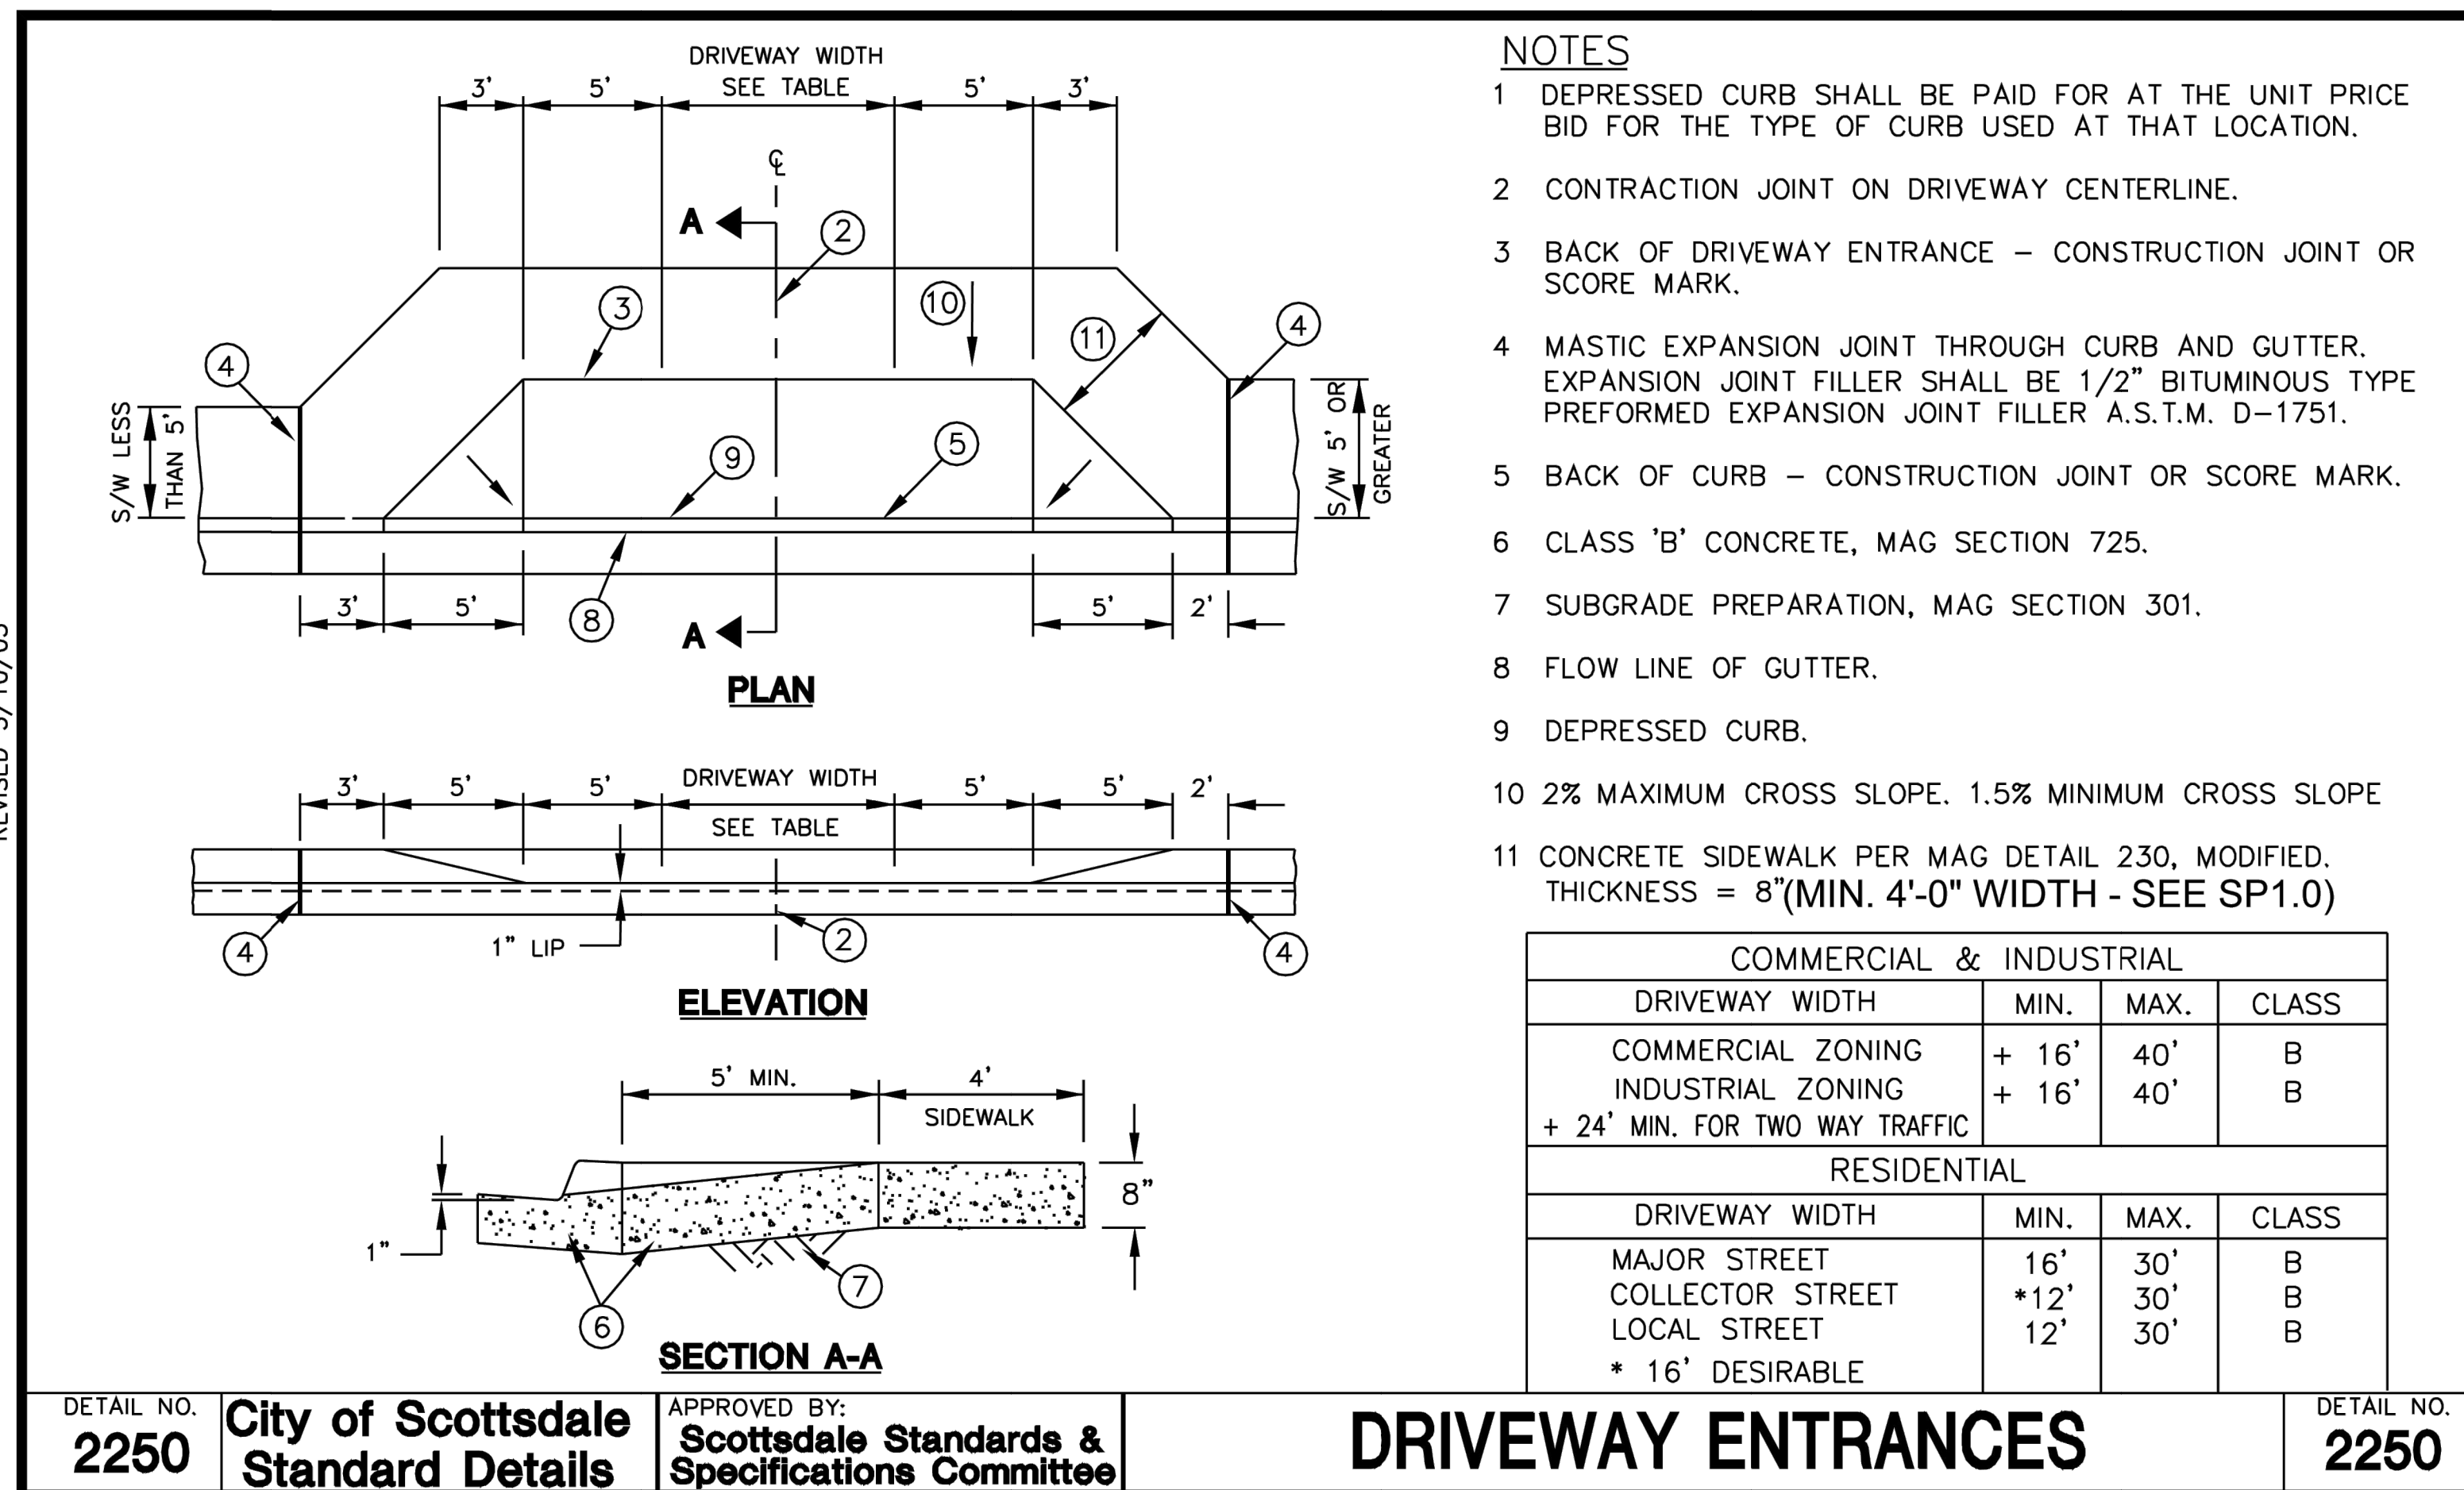 DRIVEWAY WIDTH
3' 5' SEE TABLE 5' 3'
℄
A
2
3
10
11
4
4
S/W LESS
THAN 5'
S/W 5' OR
GREATER
9
5
3' 5' 8 5' 2'
A
PLAN
3' 5' 5' DRIVEWAY WIDTH 5' 5' 2'
SEE TABLE
1" LIP
4
2
4
ELEVATION
5' MIN. 4'
SIDEWALK
8"
1"
7
6
SECTION A-A
NOTES
1 DEPRESSED CURB SHALL BE PAID FOR AT THE UNIT PRICE
BID FOR THE TYPE OF CURB USED AT THAT LOCATION.
2 CONTRACTION JOINT ON DRIVEWAY CENTERLINE.
3 BACK OF DRIVEWAY ENTRANCE – CONSTRUCTION JOINT OR
SCORE MARK.
4 MASTIC EXPANSION JOINT THROUGH CURB AND GUTTER.
EXPANSION JOINT FILLER SHALL BE 1/2" BITUMINOUS TYPE
PREFORMED EXPANSION JOINT FILLER A.S.T.M. D-1751.
5 BACK OF CURB – CONSTRUCTION JOINT OR SCORE MARK.
6 CLASS 'B' CONCRETE, MAG SECTION 725.
7 SUBGRADE PREPARATION, MAG SECTION 301.
8 FLOW LINE OF GUTTER.
9 DEPRESSED CURB.
10 2% MAXIMUM CROSS SLOPE. 1.5% MINIMUM CROSS SLOPE
11 CONCRETE SIDEWALK PER MAG DETAIL 230, MODIFIED.
THICKNESS = 8"(MIN. 4'-0" WIDTH - SEE SP1.0)
COMMERCIAL & INDUSTRIAL
DRIVEWAY WIDTH MIN. MAX. CLASS
COMMERCIAL ZONING + 16' 40' B
INDUSTRIAL ZONING + 16' 40' B
+ 24' MIN. FOR TWO WAY TRAFFIC
RESIDENTIAL
DRIVEWAY WIDTH MIN. MAX. CLASS
MAJOR STREET 16' 30' B
COLLECTOR STREET *12' 30' B
LOCAL STREET 12' 30' B
* 16' DESIRABLE
DETAIL NO.
2250
City of Scottsdale
Standard Details
APPROVED BY:
Scottsdale Standards &
Specifications Committee
DRIVEWAY ENTRANCES
DETAIL NO.
2250